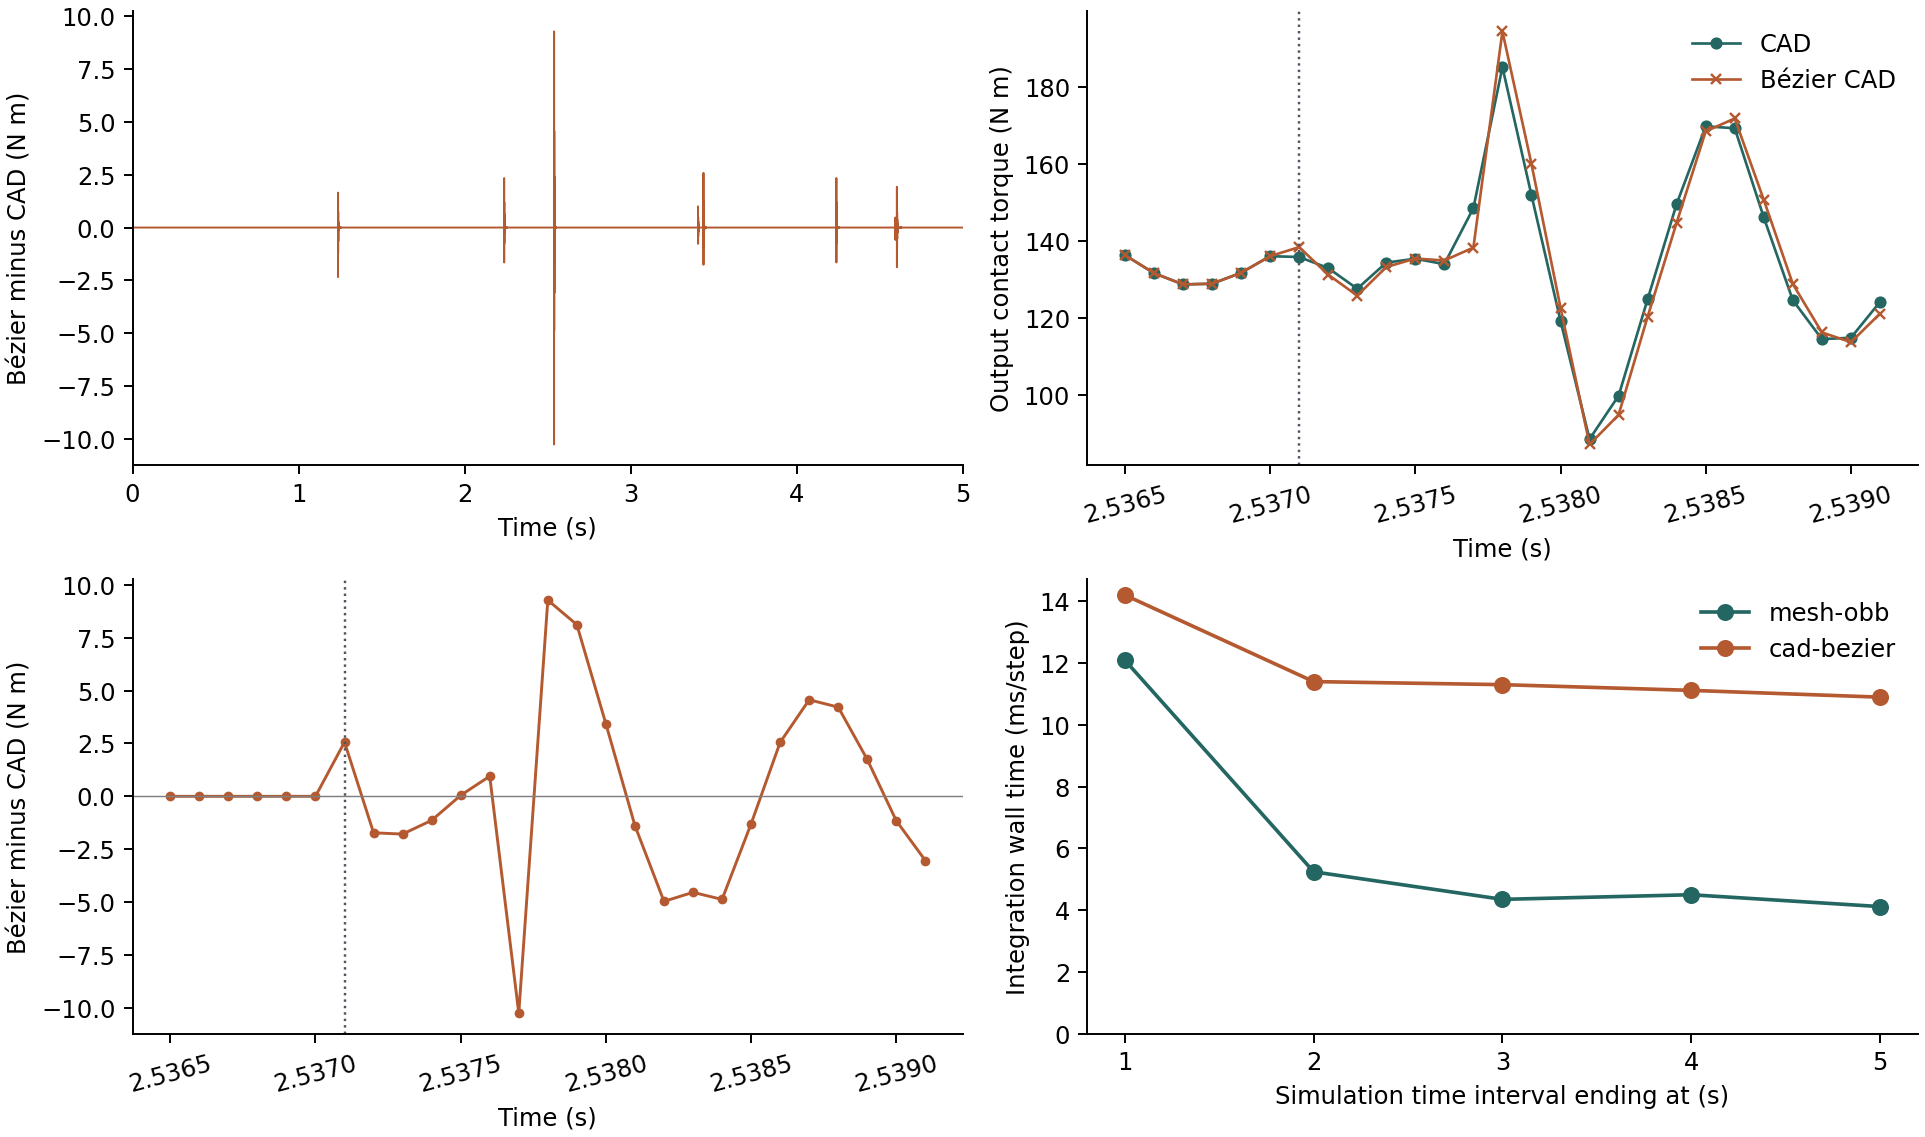 Bézier minus CAD (N m)
10.0
7.5
5.0
2.5
0.0
−2.5
−5.0
−7.5
−10.0
0 1 2 3 4 5
Time (s)
Output contact torque (N m)
180
160
140
120
100
CAD
Bézier CAD
2.5365 2.5370 2.5375 2.5380 2.5385 2.5390
Time (s)
Bézier minus CAD (N m)
10.0
7.5
5.0
2.5
0.0
−2.5
−5.0
−7.5
−10.0
2.5365 2.5370 2.5375 2.5380 2.5385 2.5390
Time (s)
Integration wall time (ms/step)
14
12
10
8
6
4
2
0
mesh-obb
cad-bezier
1 2 3 4 5
Simulation time interval ending at (s)